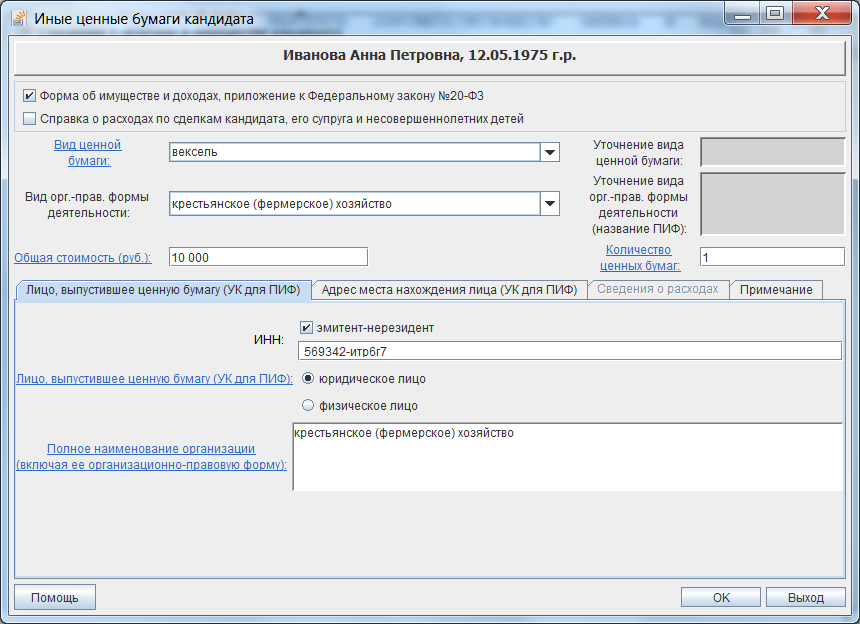 Иные ценные бумаги кандидата
Иванова Анна Петровна, 12.05.1975 г.р.
Форма об имуществе и доходах, приложение к Федеральному закону №20-ФЗ
Справка о расходах по сделкам кандидата, его супруга и несовершеннолетних детей
Вид ценной
бумаги:
вексель
Уточнение вида
ценной бумаги:
Вид орг.-прав. формы
деятельности:
крестьянское (фермерское) хозяйство
Уточнение вида
орг.-прав. формы
деятельности
(название ПИФ):
Общая стоимость (руб.):
10 000
Количество
ценных бумаг:
1
Лицо, выпустившее ценную бумагу (УК для ПИФ)
Адрес места нахождения лица (УК для ПИФ)
Сведения о расходах
Примечание
эмитент-нерезидент
ИНН:
569342-итр6г7
Лицо, выпустившее ценную бумагу (УК для ПИФ):
юридическое лицо
физическое лицо
Полное наименование организации
(включая ее организационно-правовую форму):
крестьянское (фермерское) хозяйство
Помощь
OK
Выход